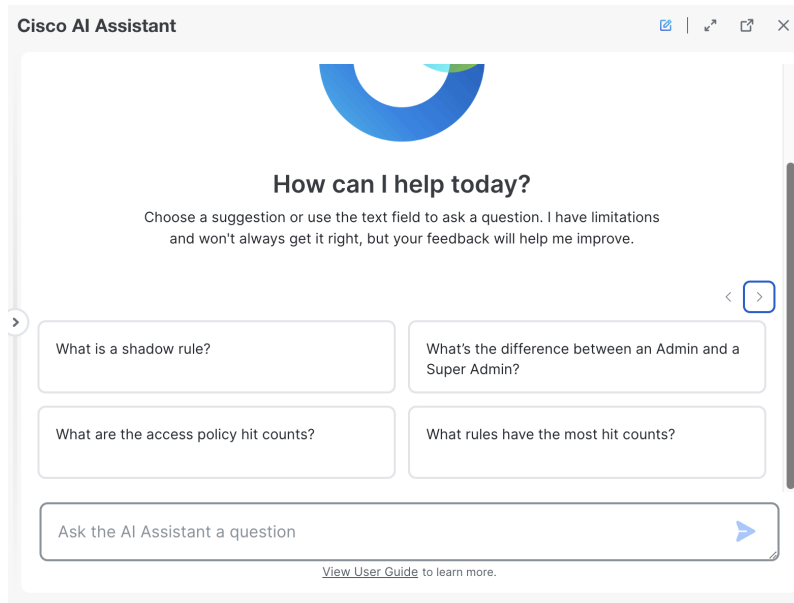 Cisco AI Assistant
How can I help today?
Choose a suggestion or use the text field to ask a question. I have limitations
and won't always get it right, but your feedback will help me improve.
What is a shadow rule?
What’s the difference between an Admin and a
Super Admin?
What are the access policy hit counts?
What rules have the most hit counts?
Ask the AI Assistant a question
View User Guide to learn more.